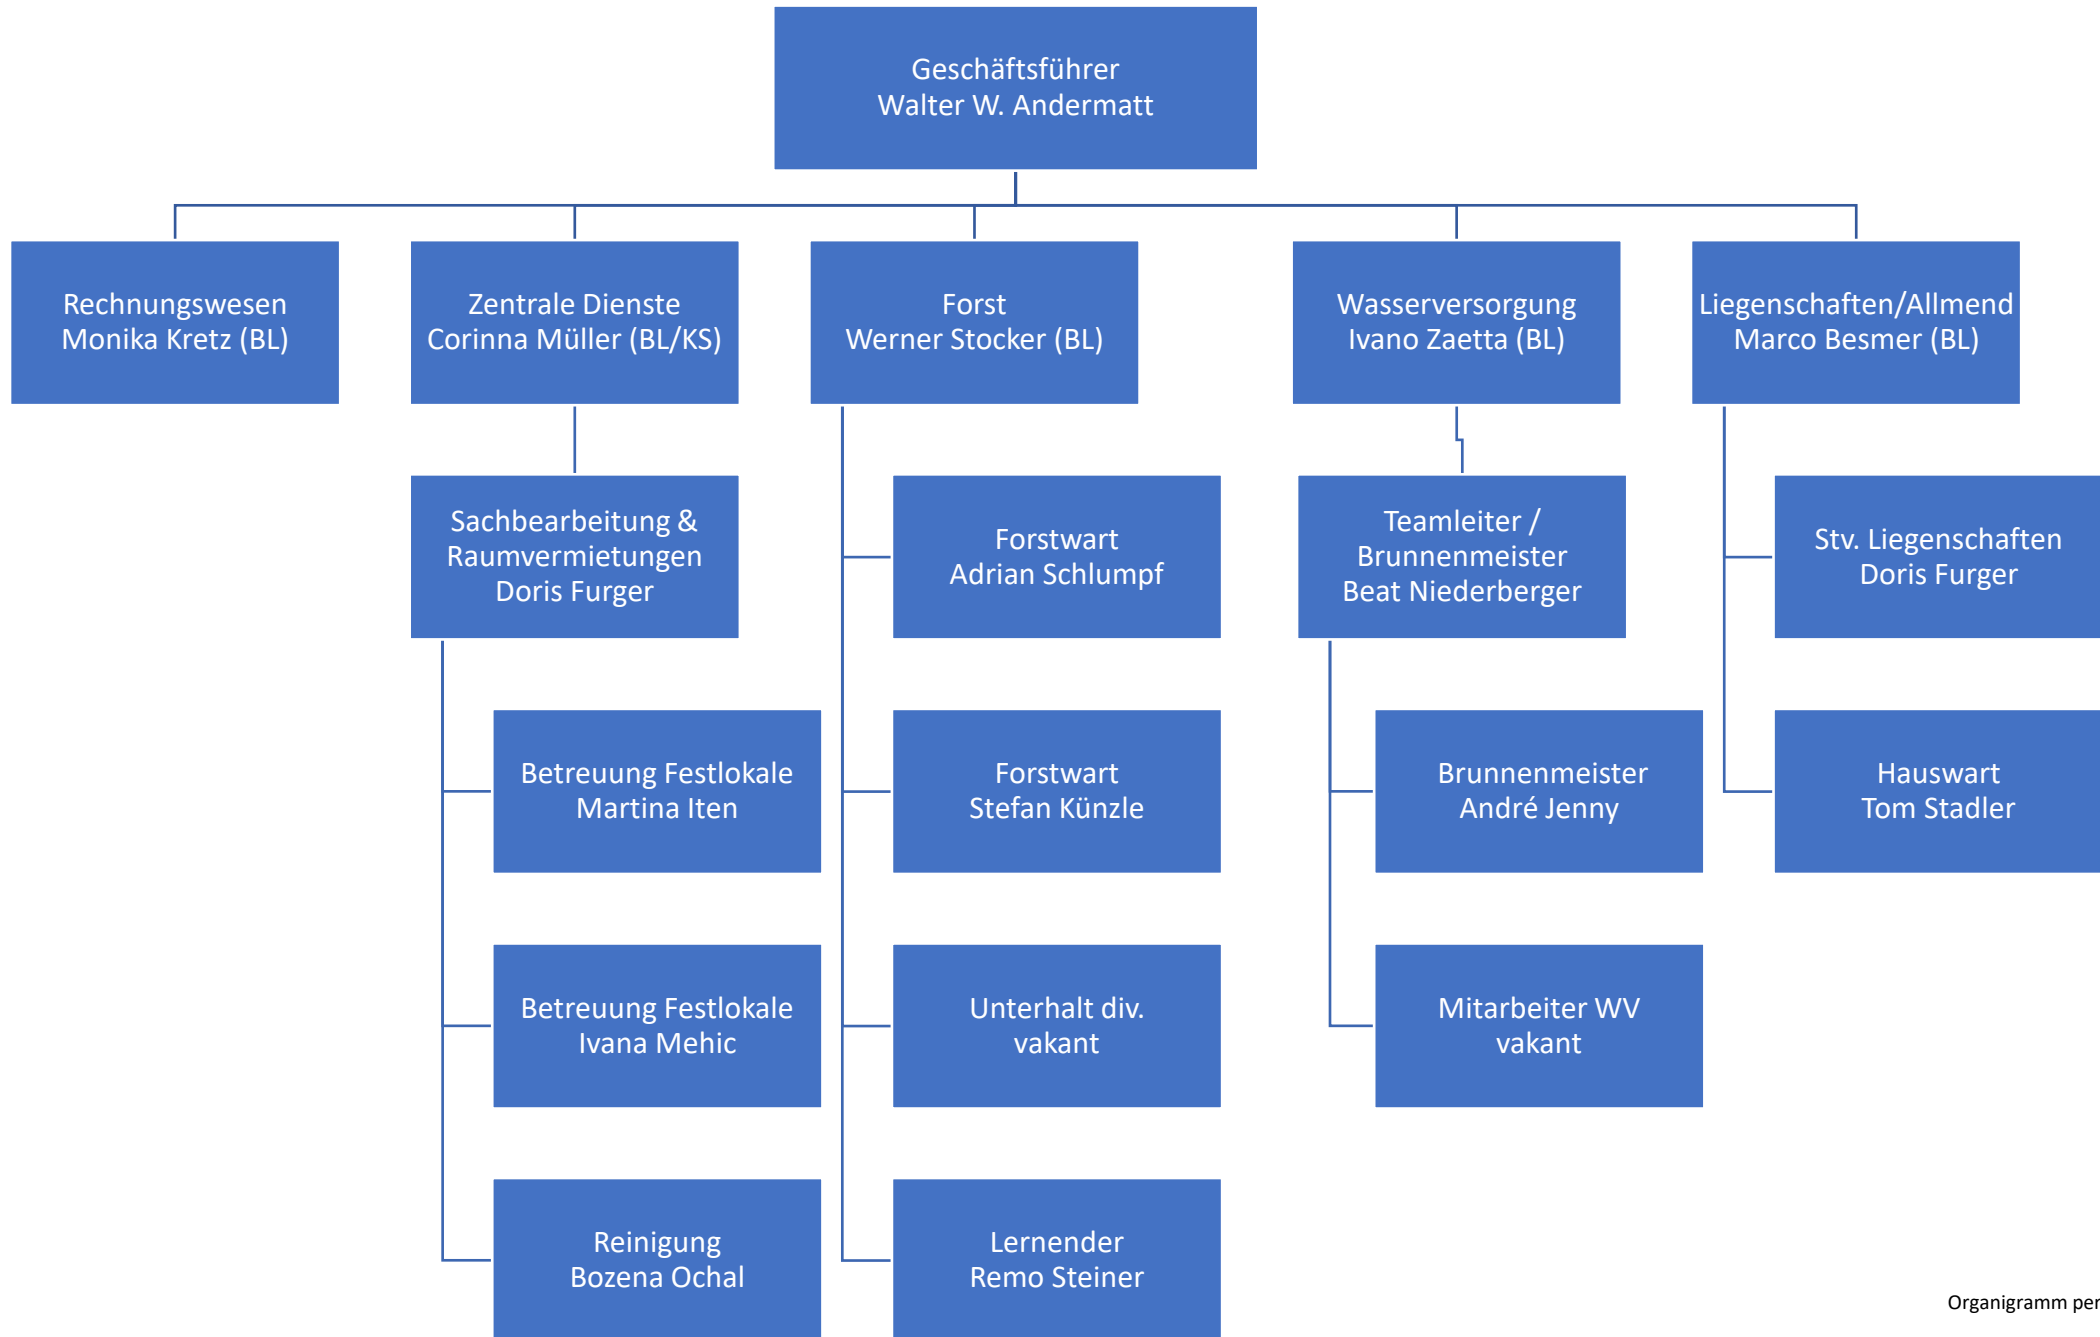 Geschäftsführer
Walter W. Andermatt
Rechnungswesen
Monika Kretz (BL)
Zentrale Dienste
Corinna Müller (BL/KS)
Forst
Werner Stocker (BL)
Wasserversorgung
Ivano Zaetta (BL)
Liegenschaften/Allmend
Marco Besmer (BL)
Sachbearbeitung &
Raumvermietungen
Doris Furger
Forstwart
Adrian Schlumpf
Teamleiter /
Brunnenmeister
Beat Niederberger
Stv. Liegenschaften
Doris Furger
Betreuung Festlokale
Martina Iten
Forstwart
Stefan Künzle
Brunnenmeister
André Jenny
Hauswart
Tom Stadler
Betreuung Festlokale
Ivana Mehic
Unterhalt div.
vakant
Mitarbeiter WV
vakant
Reinigung
Bozena Ochal
Lernender
Remo Steiner
Organigramm per